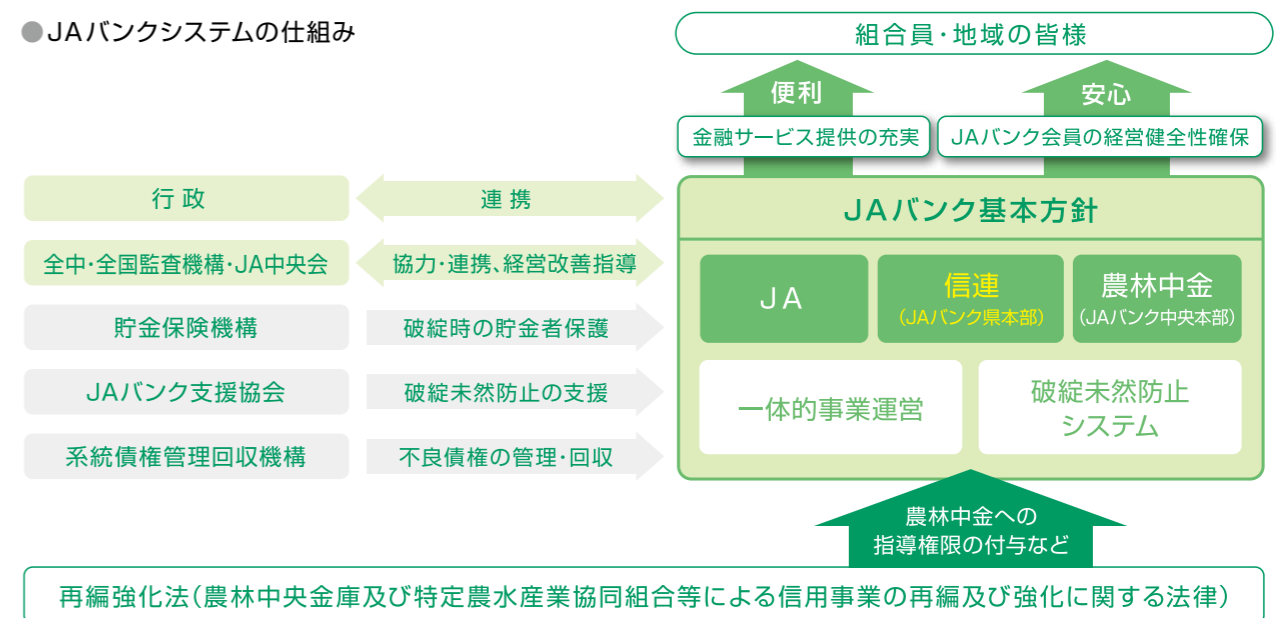 ●JAバンクシステムの仕組み
組合員・地域の皆様
便利
安心
金融サービス提供の充実
JAバンク会員の経営健全性確保
行政
連携
全中・全国監査機構・JA中央会
協力・連携、経営改善指導
貯金保険機構
破綻時の貯金者保護
JAバンク支援協会
破綻未然防止の支援
系統債権管理回収機構
不良債権の管理・回収
JAバンク基本方針
JA
信連
(JAバンク県本部)
農林中金
(JAバンク中央本部)
一体的事業運営
破綻未然防止
システム
農林中金への
指導権限の付与など
再編強化法(農林中央金庫及び特定農水産業協同組合等による信用事業の再編及び強化に関する法律)